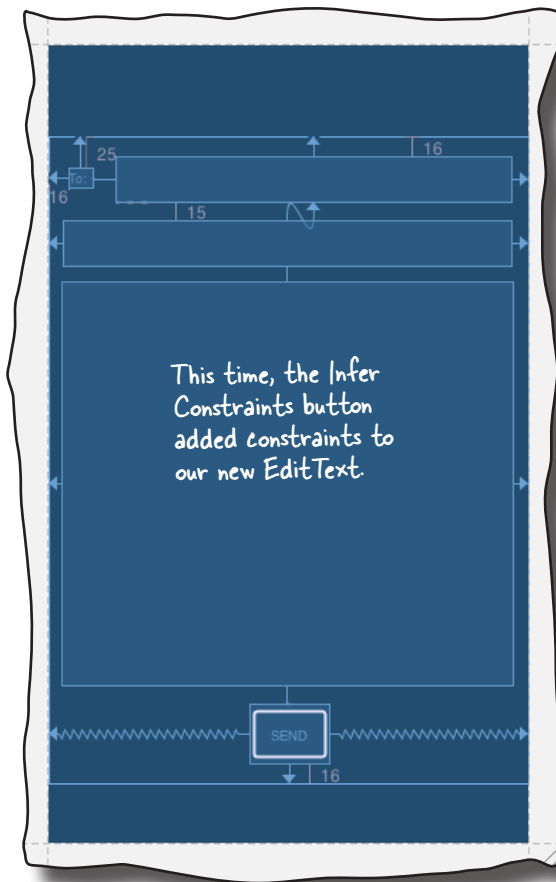 25
16
To:
16
15
This time, the Infer
Constraints button
added constraints to
our new EditText.
SEND
16